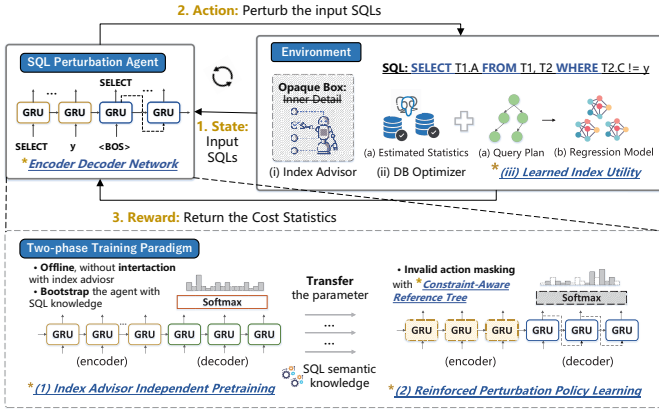 2. Action: Perturb the input SQLs
SQL Perturbation Agent
SELECT
...
...
GRU GRU GRU GRU
SELECT y <BOS>
*Encoder Decoder Network
1. State:
Input
SQLs
Environment
Opaque Box:
Inner Detail
(i) Index Advisor
SQL: SELECT T1.A FROM T1, T2 WHERE T2.C != y
(a) Estimated Statistics
(ii) DB Optimizer
(a) Query Plan
(b) Regression Model
*(iii) Learned Index Utility
3. Reward: Return the Cost Statistics
Two-phase Training Paradigm
• Offline, without intertaction
with index advisor
• Bootstrap the agent with
SQL knowledge
Softmax
...
GRU GRU GRU GRU GRU GRU
(encoder) (decoder)
*(1) Index Advisor Independent Pretraining
Transfer
the parameter
...
...
SQL semantic
knowledge
• Invalid action masking
with *Constraint-Aware
Reference Tree
Softmax
...
GRU GRU GRU GRU GRU GRU
(encoder) (decoder)
*(2) Reinforced Perturbation Policy Learning